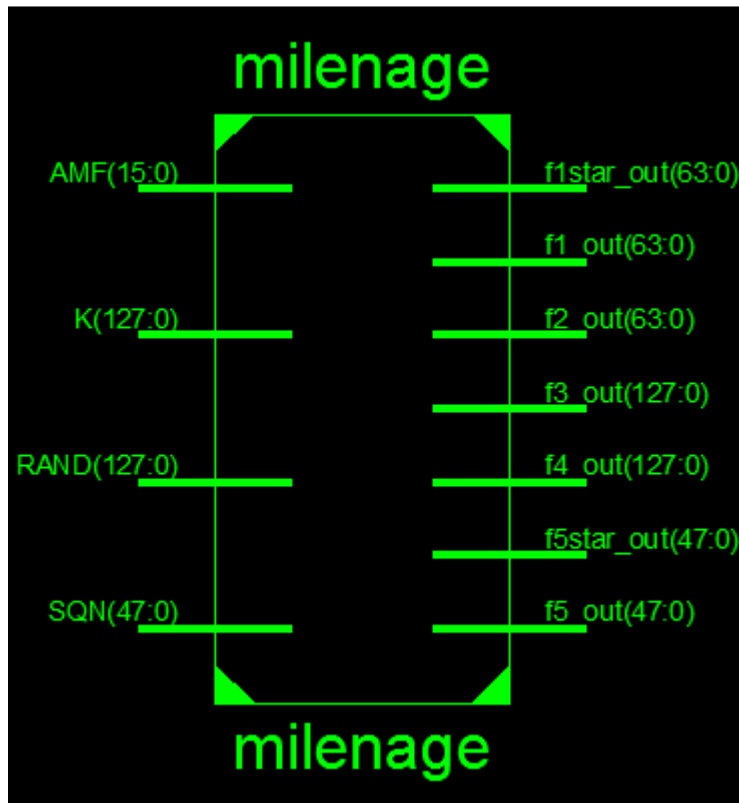 milenage
AMF(15:0)
f1star_out(63:0)
f1_out(63:0)
K(127:0)
f2_out(63:0)
f3_out(127:0)
RAND(127:0)
f4_out(127:0)
f5star_out(47:0)
SQN(47:0)
f5_out(47:0)
milenage